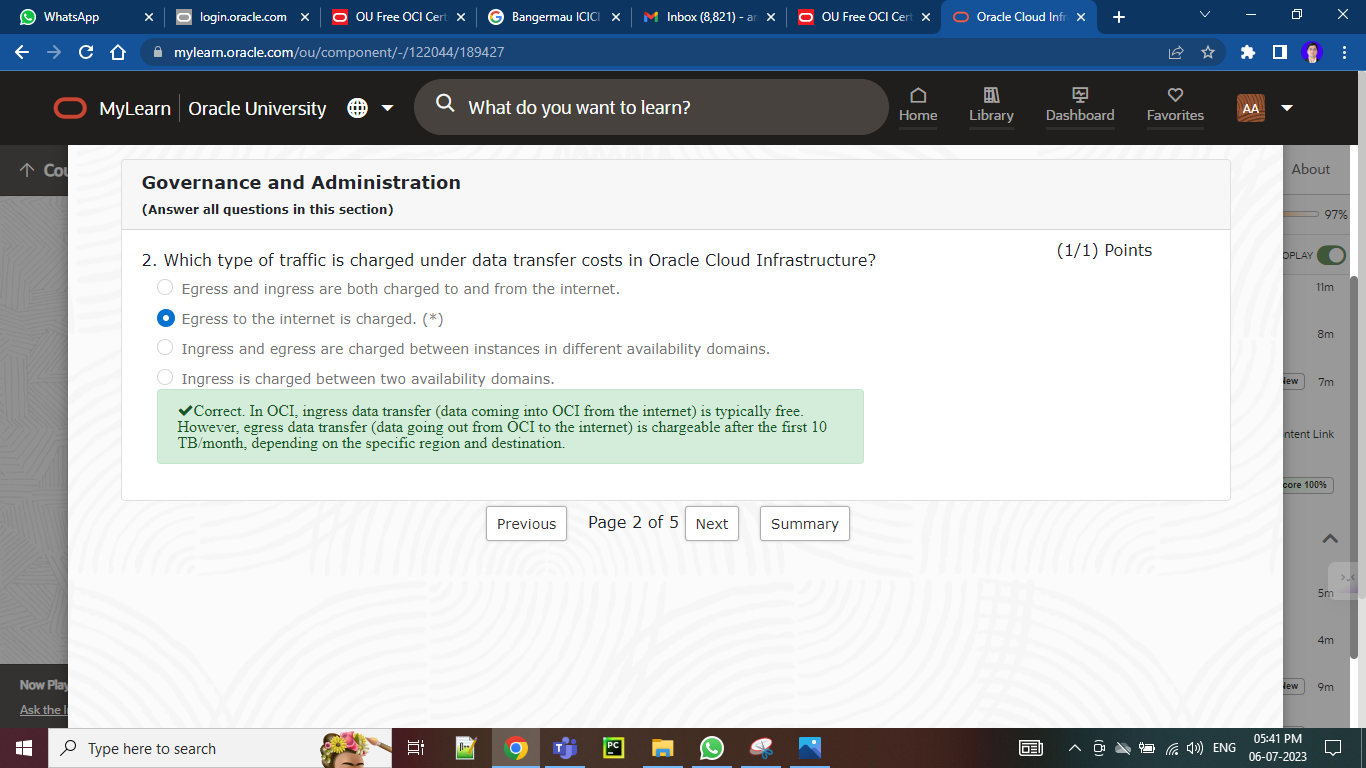 WhatsApp
login.oracle.com
OU Free OCI Cert
Bangermau ICICI
Inbox (8,821) - a
OU Free OCI Cert
Oracle Cloud Infr
mylearn.oracle.com/ou/component/-/122044/189427
MyLearn
Oracle University
What do you want to learn?
Home
Library
Dashboard
Favorites
AA
Cou
About
97%
OPLAY
11m
8m
7m
ntent Link
core 100%
5m
4m
9m
Governance and Administration
(Answer all questions in this section)
2. Which type of traffic is charged under data transfer costs in Oracle Cloud Infrastructure?
(1/1) Points
Egress and ingress are both charged to and from the internet.
Egress to the internet is charged. (*)
Ingress and egress are charged between instances in different availability domains.
Ingress is charged between two availability domains.
Correct. In OCI, ingress data transfer (data coming into OCI from the internet) is typically free.
However, egress data transfer (data going out from OCI to the internet) is chargeable after the first 10
TB/month, depending on the specific region and destination.
Previous
Page 2 of 5
Next
Summary
Now Play
Ask the I
Type here to search
PC
ENG
05:41 PM
06-07-2023